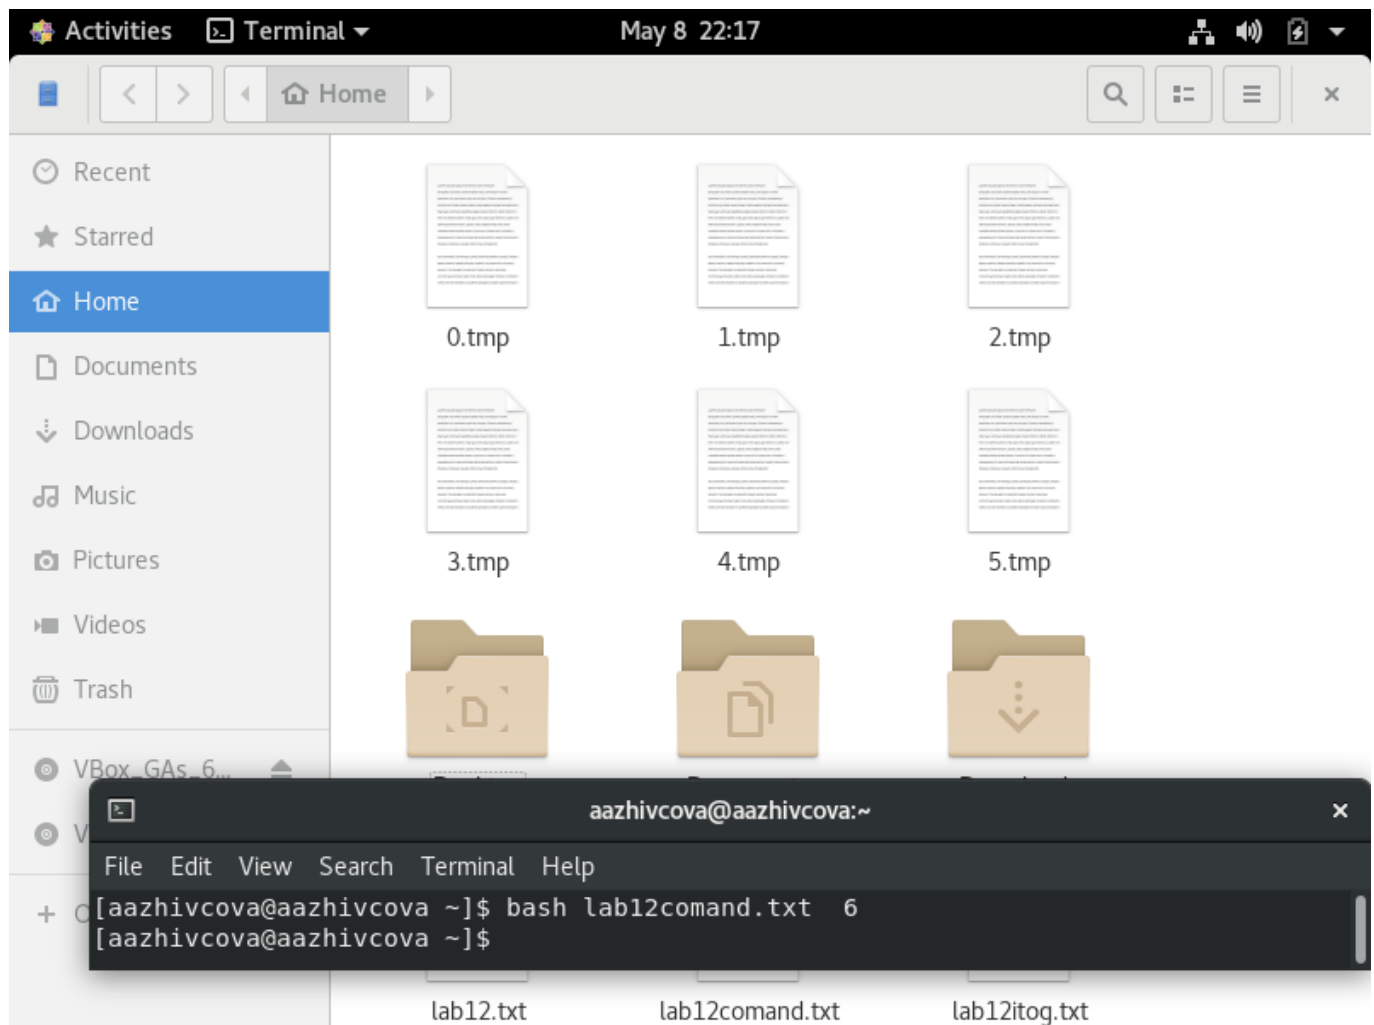 Activities Terminal May 8 22:17
Home
Recent
Starred
Home
Documents
Downloads
Music
Pictures
Videos
Trash
VBox_GAs_6...
0.tmp 1.tmp 2.tmp
3.tmp 4.tmp 5.tmp
aazhivcova@aazhivcova:~
File Edit View Search Terminal Help
[aazhivcova@aazhivcova ~]$ bash lab12comand.txt  6
[aazhivcova@aazhivcova ~]$
lab12.txt lab12comand.txt lab12itog.txt